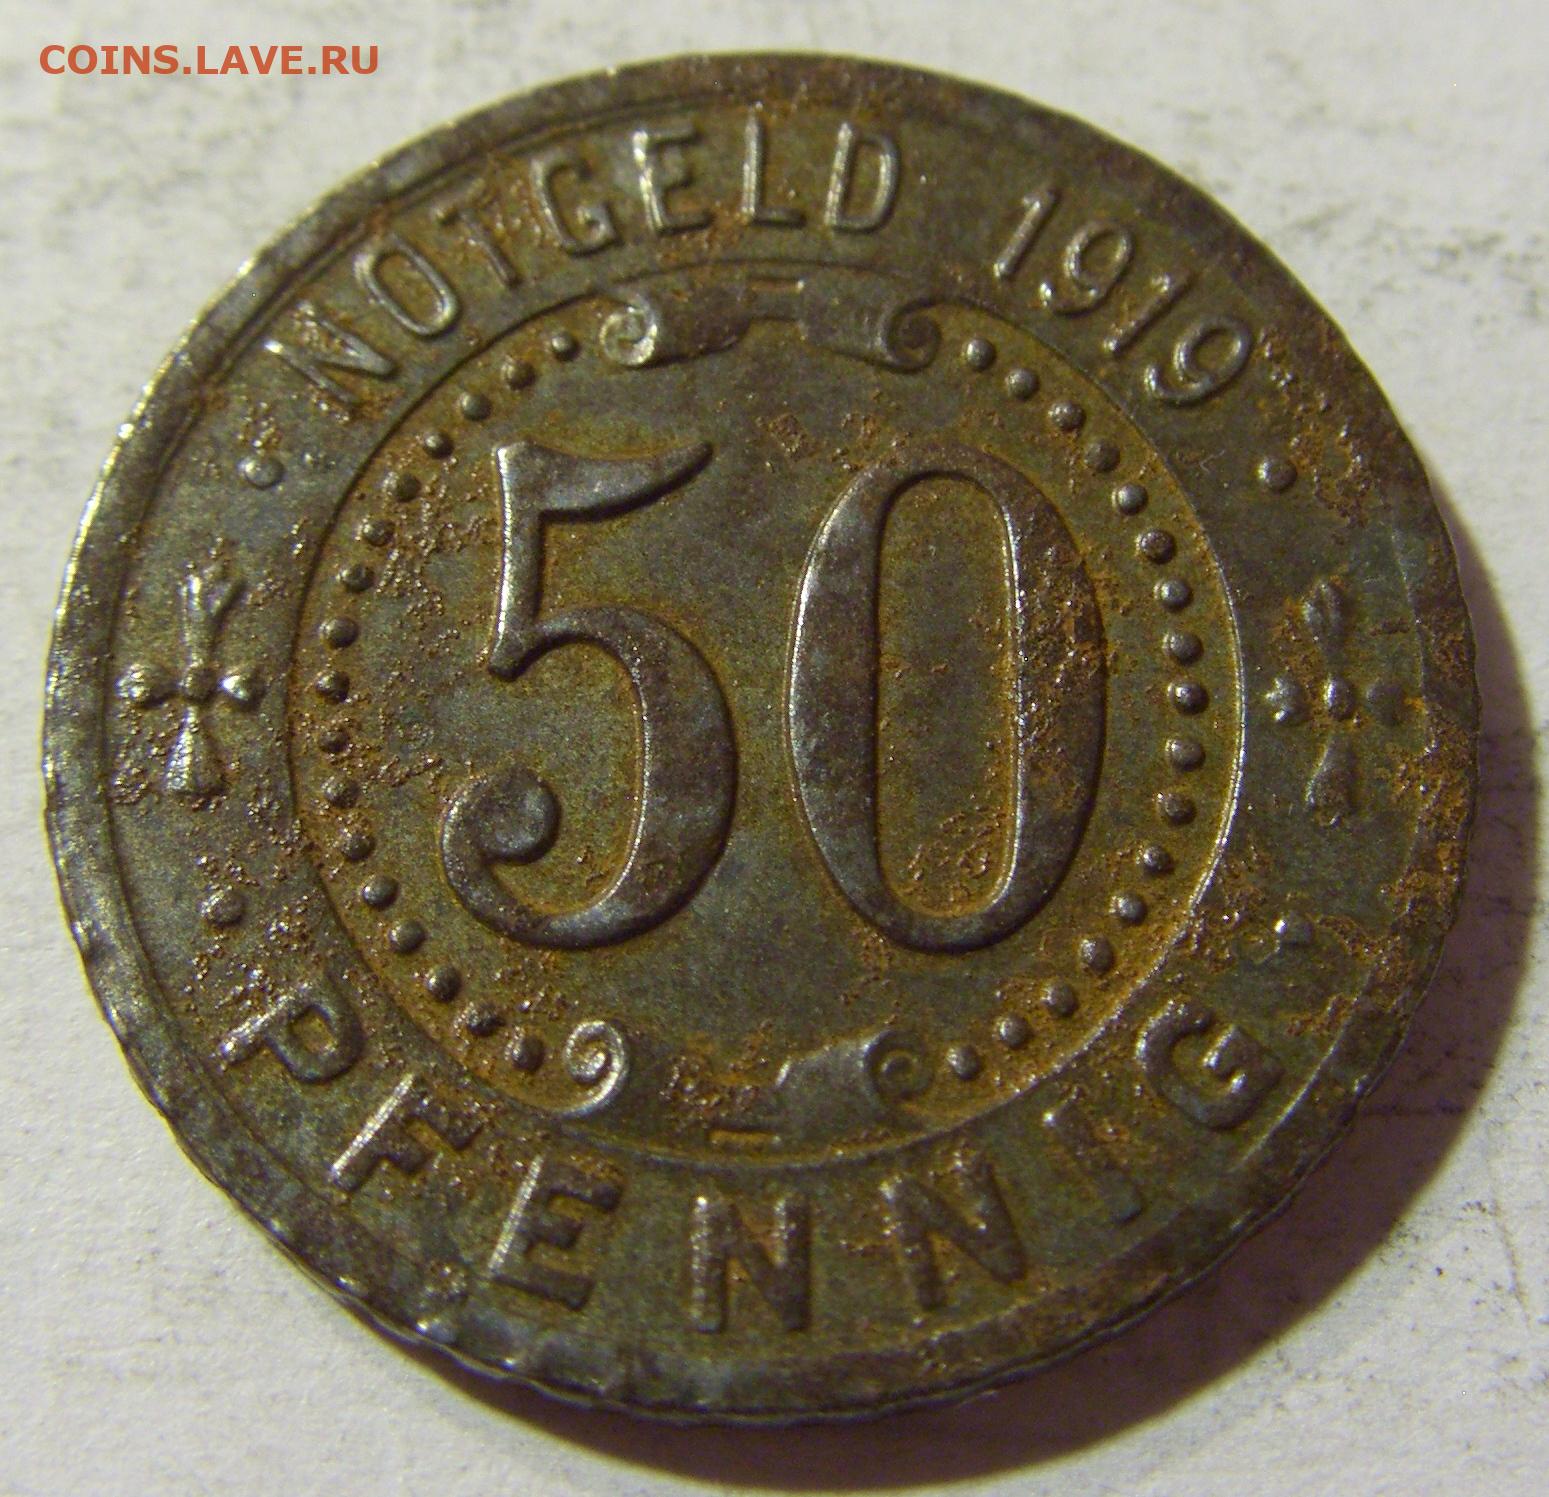 COINS.LAVE.RU
NOTGELD 1919
50
PFENNIG